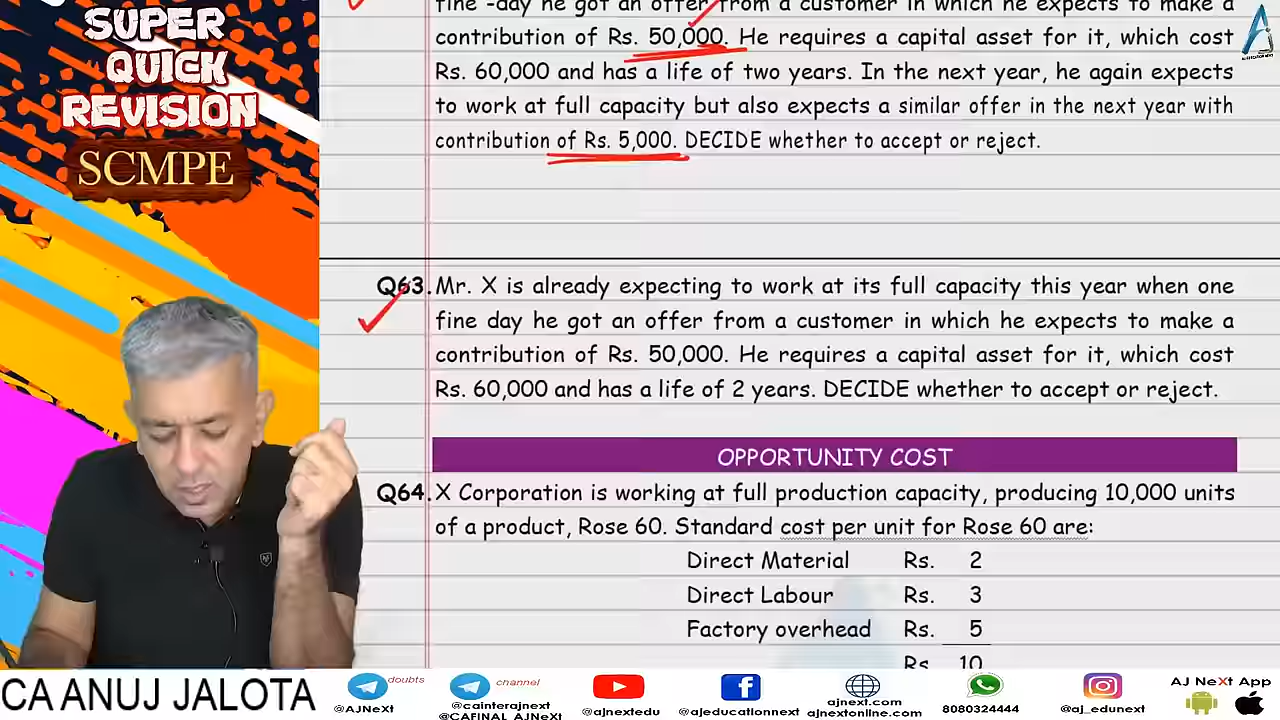 SUPER
QUICK
REVISION
SCMPE
fine -day he got an offer from a customer in which he expects to make a
contribution of Rs. 50,000. He requires a capital asset for it, which cost
Rs. 60,000 and has a life of two years. In the next year, he again expects
to work at full capacity but also expects a similar offer in the next year with
contribution of Rs. 5,000. DECIDE whether to accept or reject.
Q63. Mr. X is already expecting to work at its full capacity this year when one
fine day he got an offer from a customer in which he expects to make a
contribution of Rs. 50,000. He requires a capital asset for it, which cost
Rs. 60,000 and has a life of 2 years. DECIDE whether to accept or reject.
OPPORTUNITY COST
Q64. X Corporation is working at full production capacity, producing 10,000 units
of a product, Rose 60. Standard cost per unit for Rose 60 are:
Direct Material Rs. 2
Direct Labour Rs. 3
Factory overhead Rs. 5
Rs. 10
CA ANUJ JALOTA
doubts
@AJNeXt
channel
@cainterajnext
@CAFINAL_AJNeXt
@ajnextedu
@ajeducationnext
ajnext.com
ajnextonline.com
8080324444
@aj_edunext
AJ NeXt App